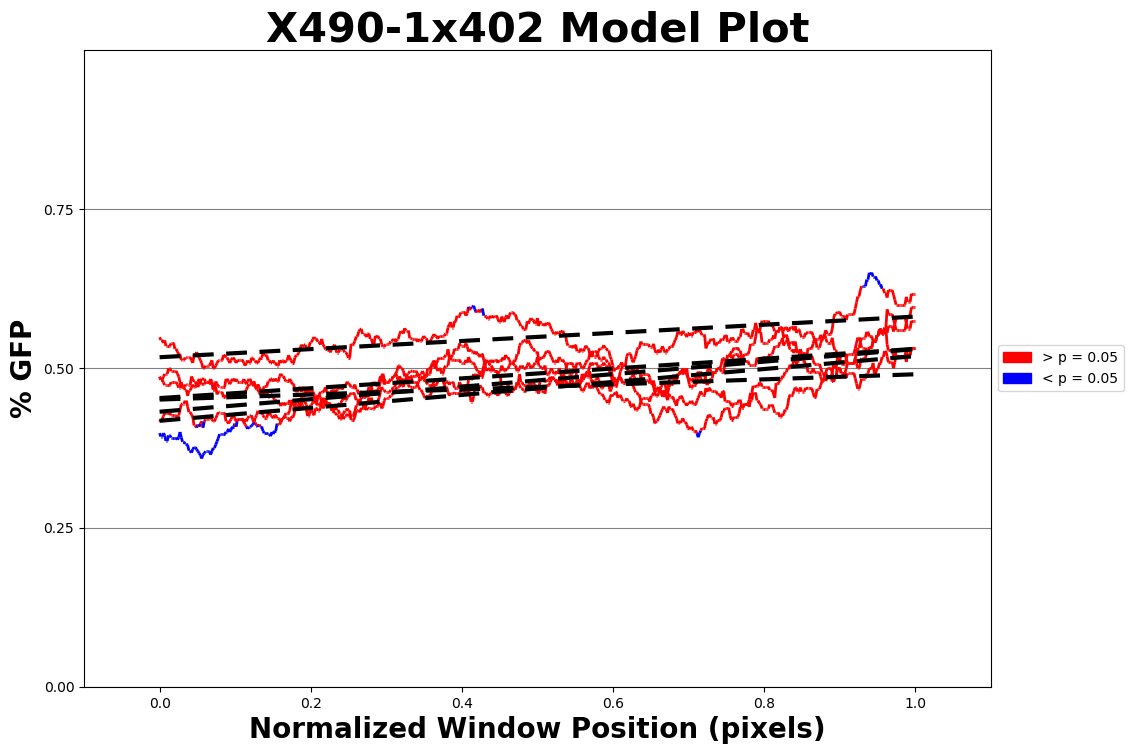 X490-1x402 Model Plot
% GFP
0.75
0.50
0.25
0.00
0.0 0.2 0.4 0.6 0.8 1.0
Normalized Window Position (pixels)
> p = 0.05
< p = 0.05